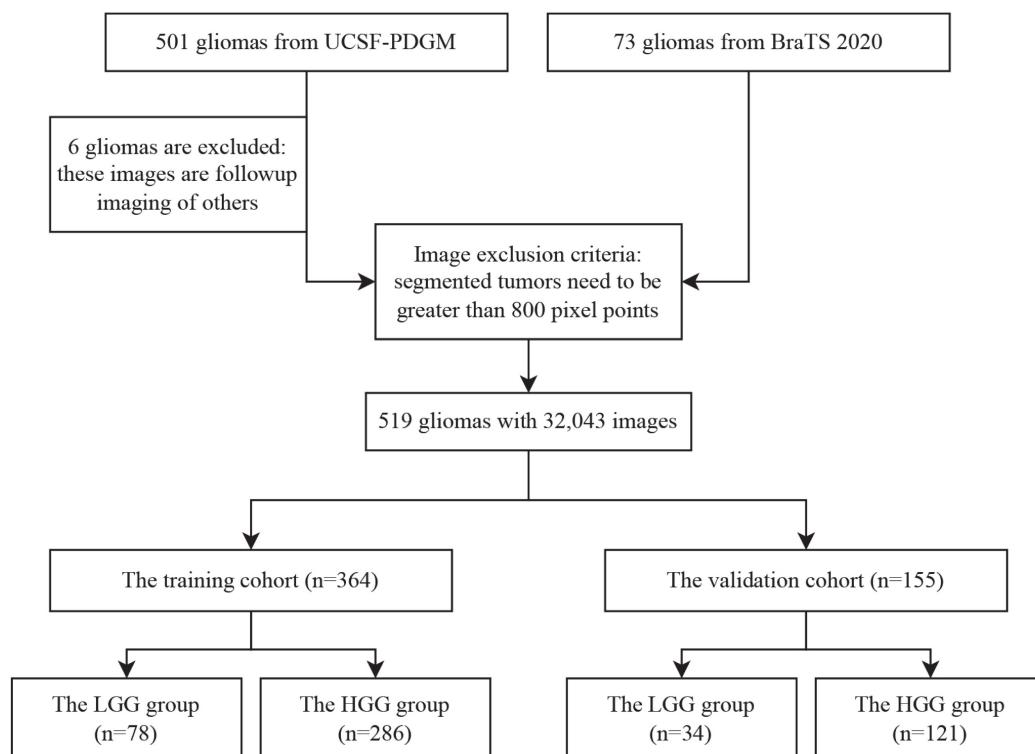 501 gliomas from UCSF-PDGM
73 gliomas from BraTS 2020
6 gliomas are excluded:
these images are followup
imaging of others
Image exclusion criteria:
segmented tumors need to be
greater than 800 pixel points
519 gliomas with 32,043 images
The training cohort (n=364)
The validation cohort (n=155)
The LGG group
(n=78)
The HGG group
(n=286)
The LGG group
(n=34)
The HGG group
(n=121)